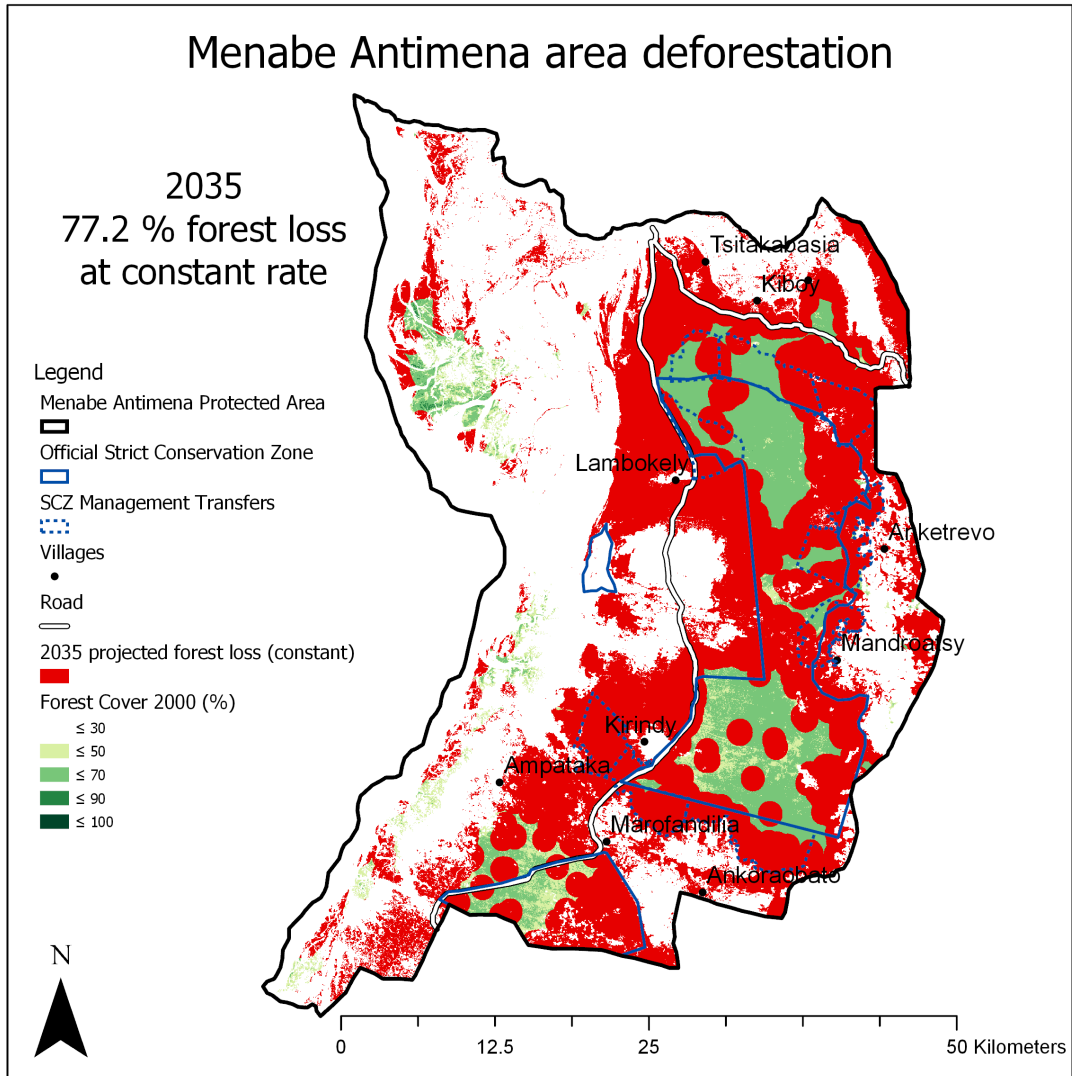 Menabe Antimena area deforestation
2035
77.2 % forest loss
at constant rate
Legend
Menabe Antimena Protected Area
Official Strict Conservation Zone
SCZ Management Transfers
Villages
Road
2035 projected forest loss (constant)
Forest Cover 2000 (%)
≤ 30
≤ 50
≤ 70
≤ 90
≤ 100
Tsitakabasia
Kiboy
Lambokely
Anketrevo
Mandroatsy
Kirindy
Ampataka
Marofandilia
Ankoraobato
N
0 12.5 25 50 Kilometers